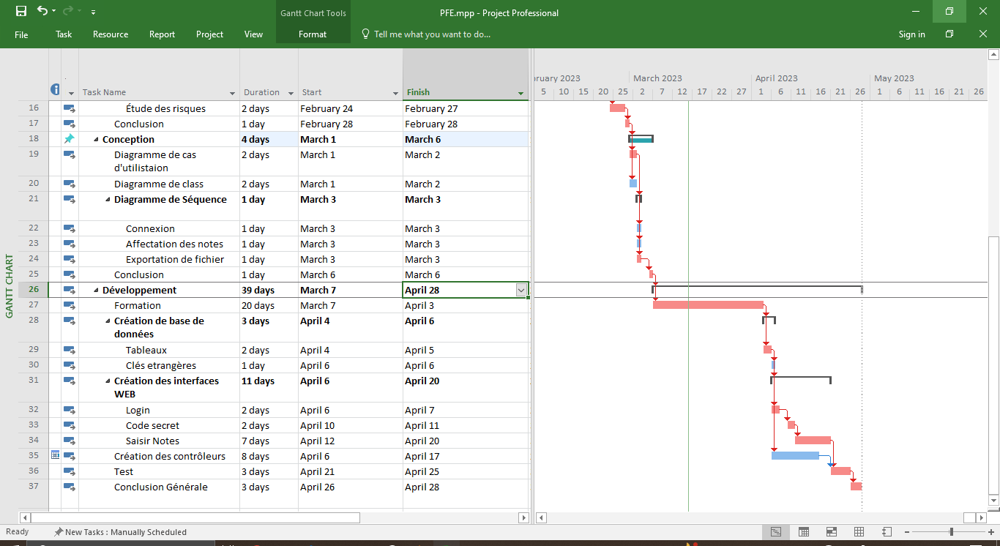 Gantt Chart Tools
PFE.mpp - Project Professional
File Task Resource Report Project View Format Tell me what you want to do... Sign in
Task Name Duration Start Finish
ruary 2023 March 2023 April 2023 May 2023
5 10 15 20 25 2 7 12 17 22 27 1 6 11 16 21 26 1 6 11 16 21 26
GANTT CHART
16 Étude des risques 2 days February 24 February 27
17 Conclusion 1 day February 28 February 28
18 Conception 4 days March 1 March 6
19 Diagramme de cas 2 days March 1 March 2
d'utilistaion
20 Diagramme de class 2 days March 1 March 2
21 Diagramme de Séquence 1 day March 3 March 3
22 Connexion 1 day March 3 March 3
23 Affectation des notes 1 day March 3 March 3
24 Exportation de fichier 1 day March 3 March 3
25 Conclusion 1 day March 6 March 6
26 Développement 39 days March 7 April 28
27 Formation 20 days March 7 April 3
28 Création de base de 3 days April 4 April 6
données
29 Tableaux 2 days April 4 April 5
30 Clés etrangères 1 day April 6 April 6
31 Création des interfaces 11 days April 6 April 20
WEB
32 Login 2 days April 6 April 7
33 Code secret 2 days April 10 April 11
34 Saisir Notes 7 days April 12 April 20
35 Création des contrôleurs 8 days April 6 April 17
36 Test 3 days April 21 April 25
37 Conclusion Générale 3 days April 26 April 28
Ready New Tasks : Manually Scheduled